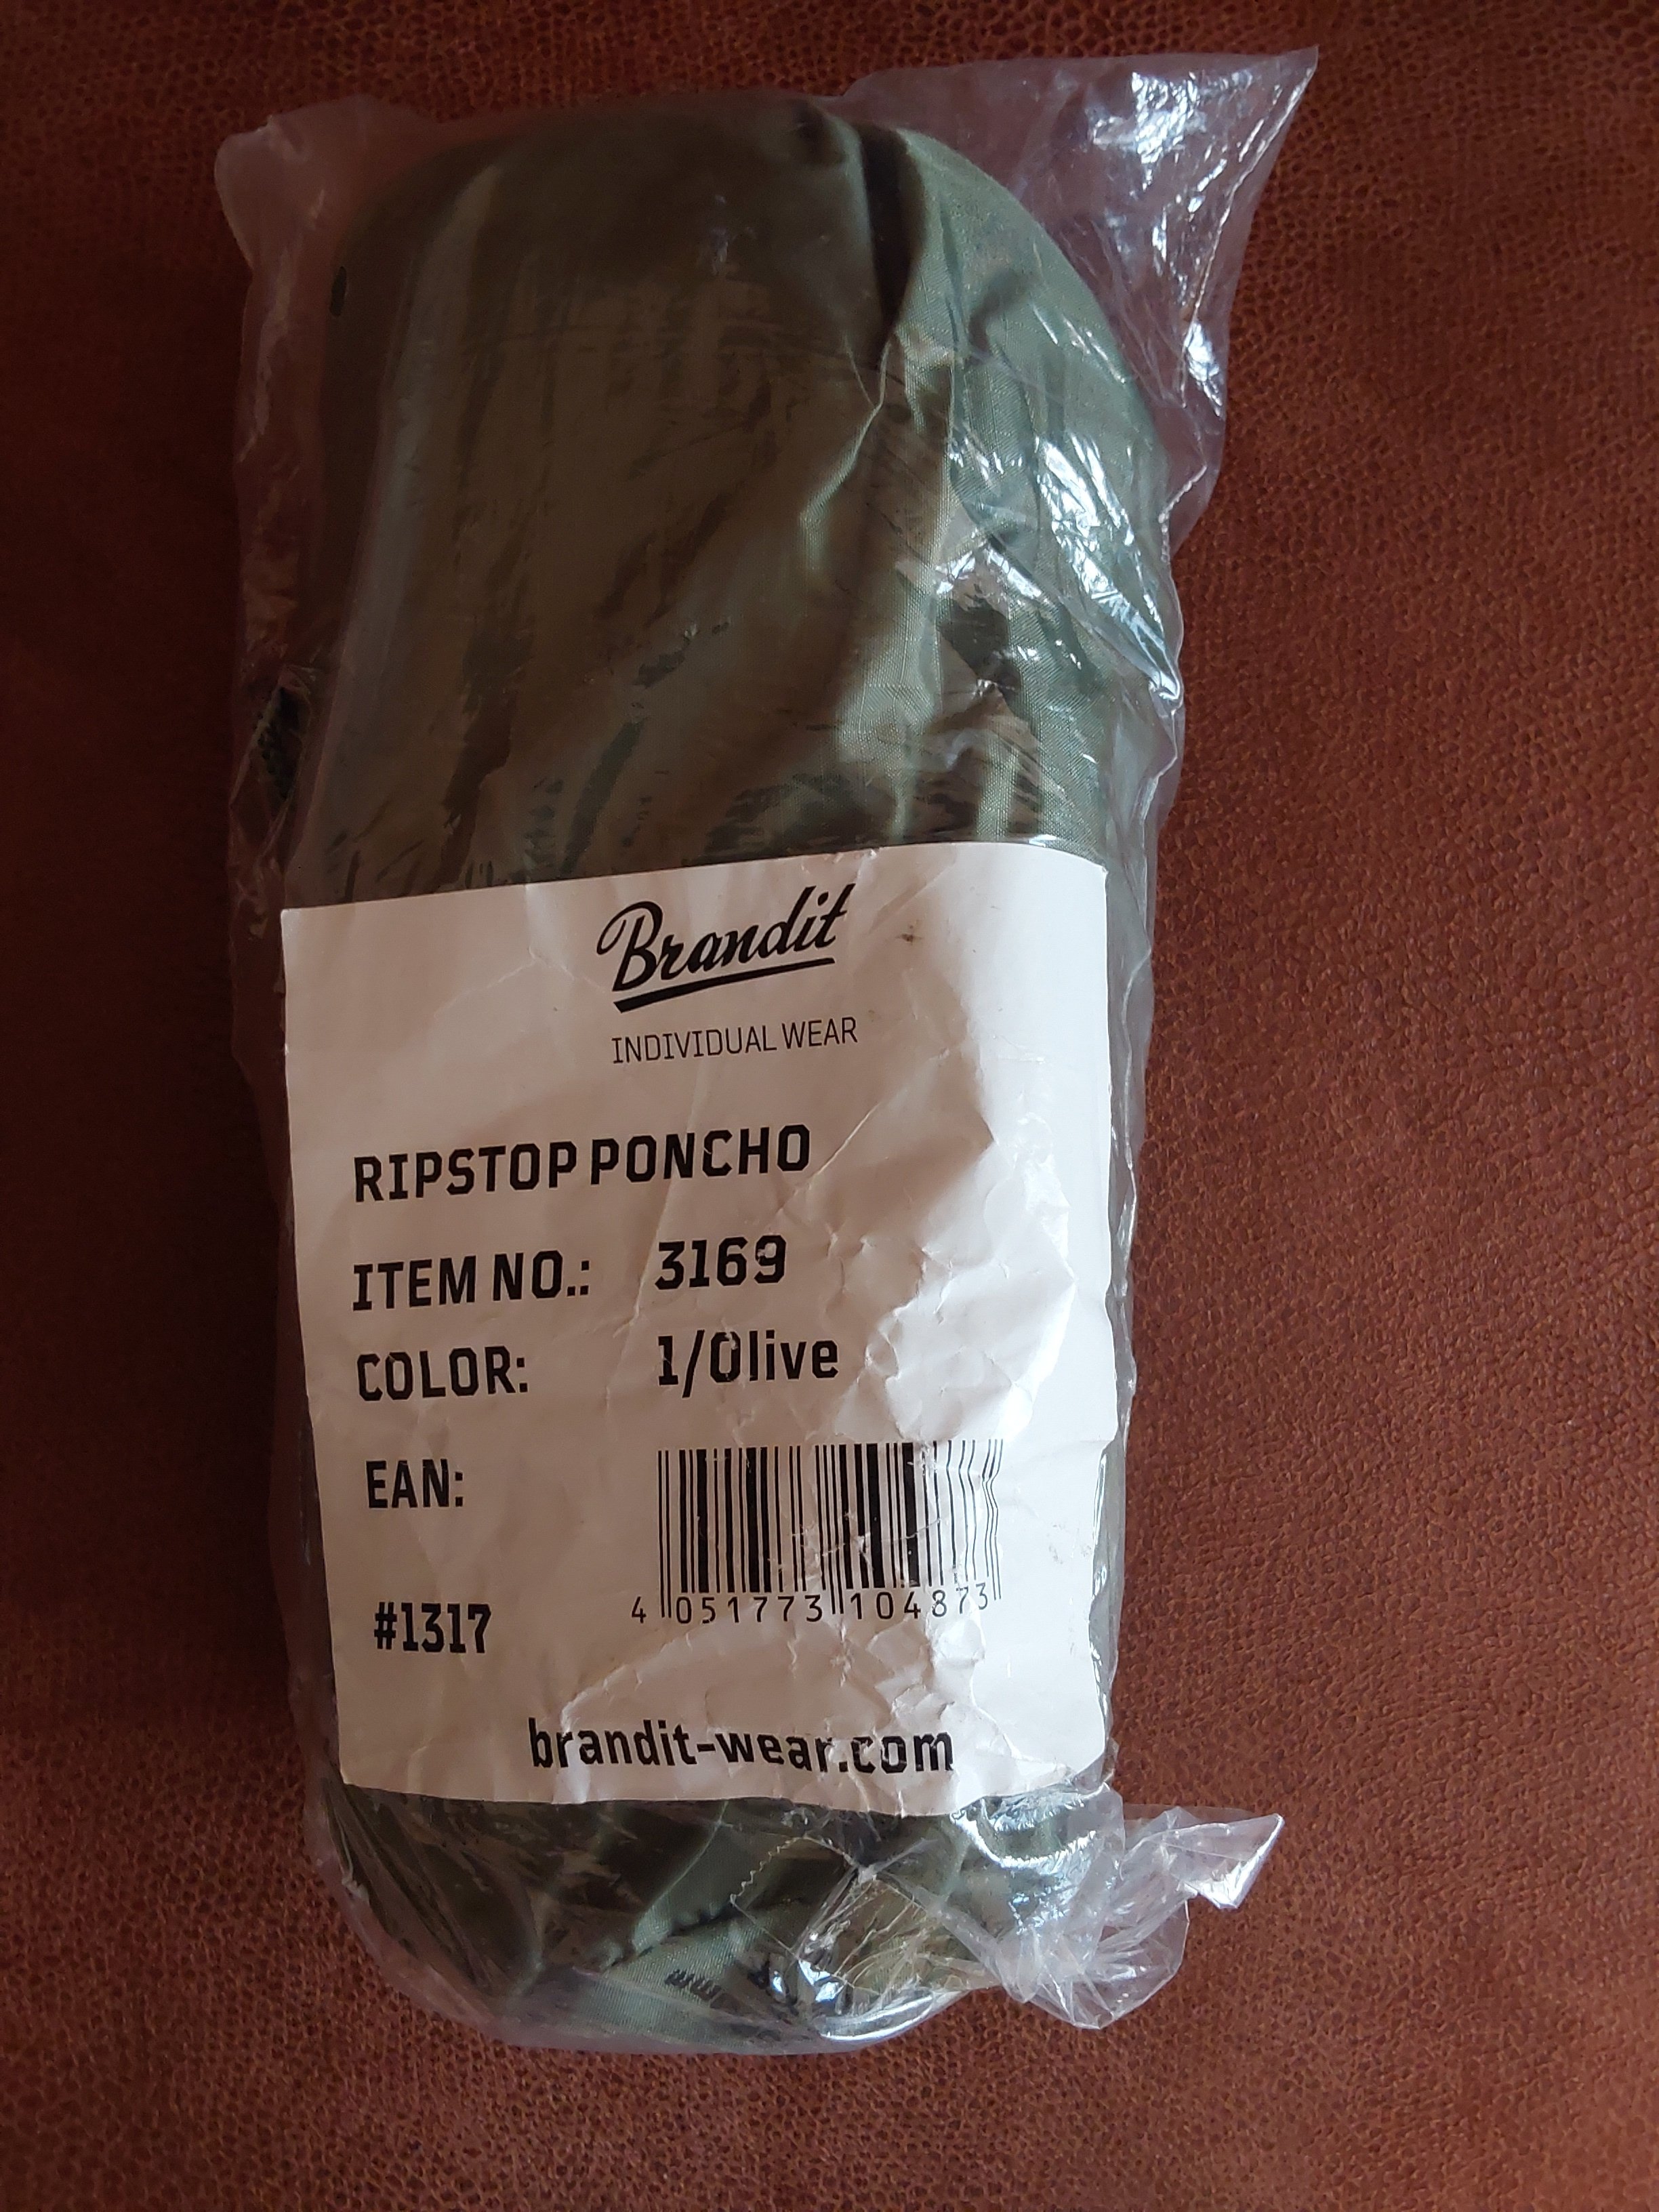 Brandit
INDIVIDUAL WEAR
RIPSTOP PONCHO
ITEM NO.: 3169
COLOR: 1/Olive
EAN:
4 051773 104873
#1317
brandit-wear.com